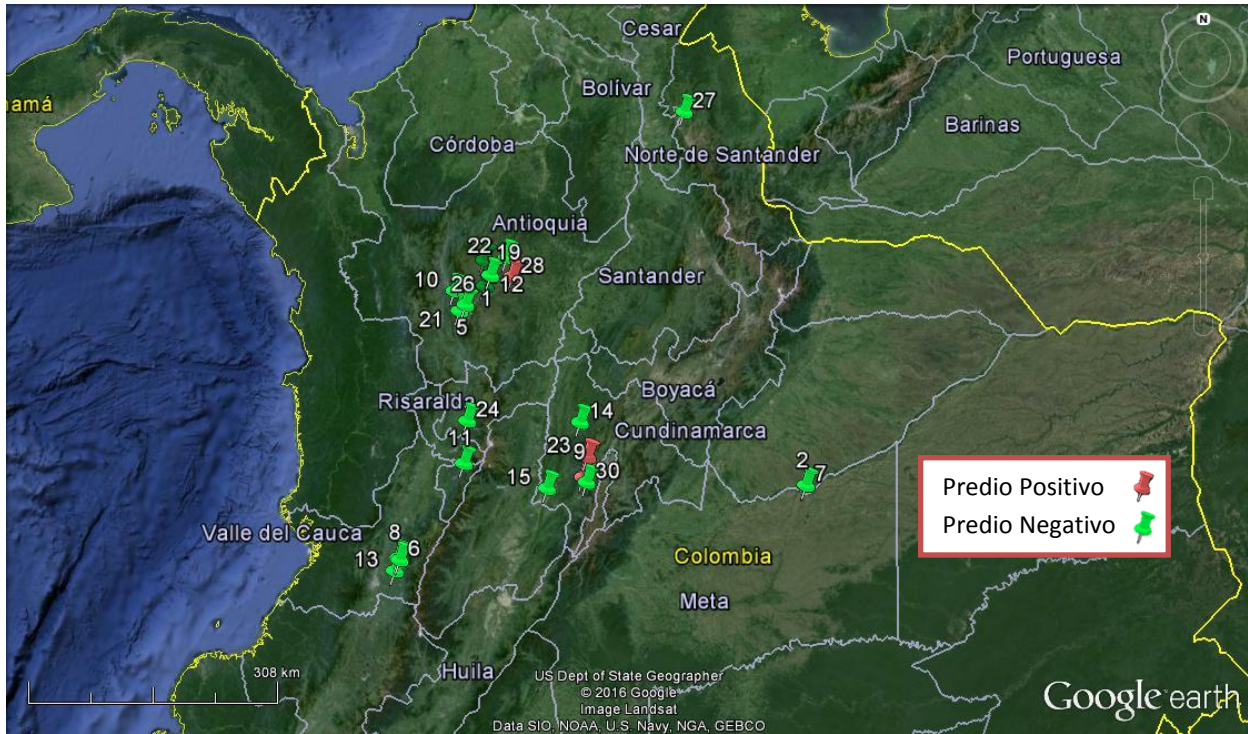 Cesar
N
Portuguesa
Bolívar
27
namá
Barinas
Córdoba
Norte de Santander
Antioquia
22
19
28
10
26
12
1
Santander
21
5
Boyacá
Risaralda
24
14
Cundinamarca
11
23
9
30
15
2
7
Predio Positivo
Predio Negativo
Valle del Cauca
8
6
13
Colombia
Meta
Huila
308 km
US Dept of State Geographer
© 2016 Google
Image Landsat
Data SIO, NOAA, U.S. Navy, NGA, GEBCO
Google earth